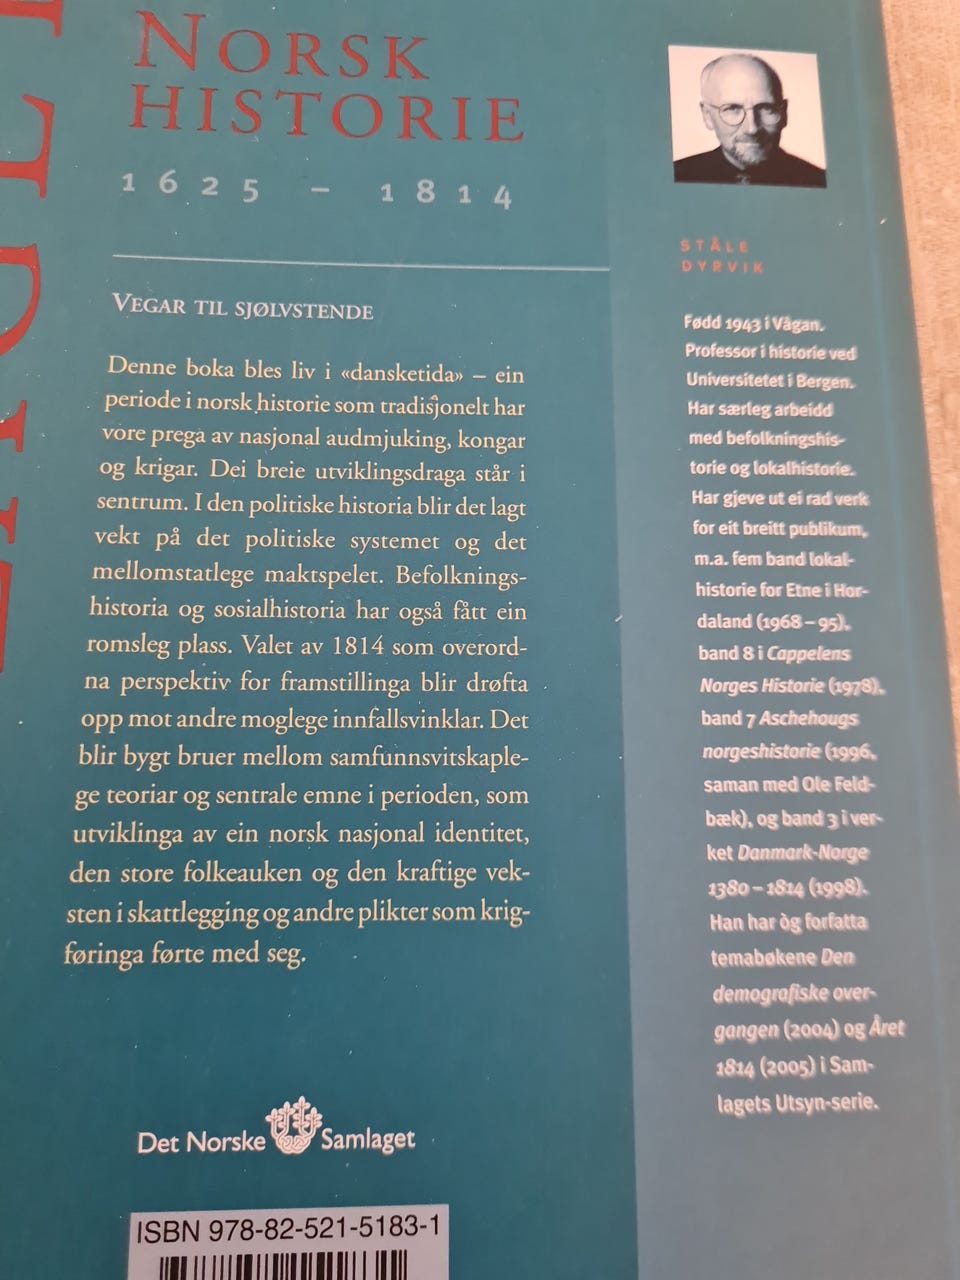 NORSK
HISTORIE
1625 – 1814
VEGAR TIL SJØLVSTENDE
Denne boka bles liv i «dansketida» – ein
periode i norsk historie som tradisjonelt har
vore prega av nasjonal audmjuking, kongar
og krigar. Dei breie utviklingsdraga står i
sentrum. I den politiske historia blir det lagt
vekt på det politiske systemet og det
mellomstatlege maktspelet. Befolknings-
historia og sosialhistoria har også fått ein
romsleg plass. Valet av 1814 som overord-
na perspektiv for framstillinga blir drøfta
opp mot andre moglege innfallsvinklar. Det
blir bygt bruer mellom samfunnsvitskaple-
ge teoriar og sentrale emne i perioden, som
utviklinga av ein norsk nasjonal identitet,
den store folkeauken og den kraftige vek-
sten i skattlegging og andre plikter som krig-
føringa førte med seg.
Det Norske Samlaget
ISBN 978-82-521-5183-1
STÅLE
DYRVIK
Fødd 1943 i Vågan.
Professor i historie ved
Universitetet i Bergen.
Har særleg arbeidd
med befolkningshis-
torie og lokalhistorie.
Har gjeve ut ei rad verk
for eit breitt publikum,
m.a. fem band lokal-
historie for Etne i Hor-
daland (1968 – 95),
band 8 i Cappelens
Norges Historie (1978),
band 7 Aschehougs
norgeshistorie (1996,
saman med Ole Feld-
bæk), og band 3 i ver-
ket Danmark-Norge
1380 – 1814 (1998).
Han har òg forfatta
temabøkene Den
demografiske over-
gangen (2004) og Året
1814 (2005) i Sam-
lagets Utsyn-serie.